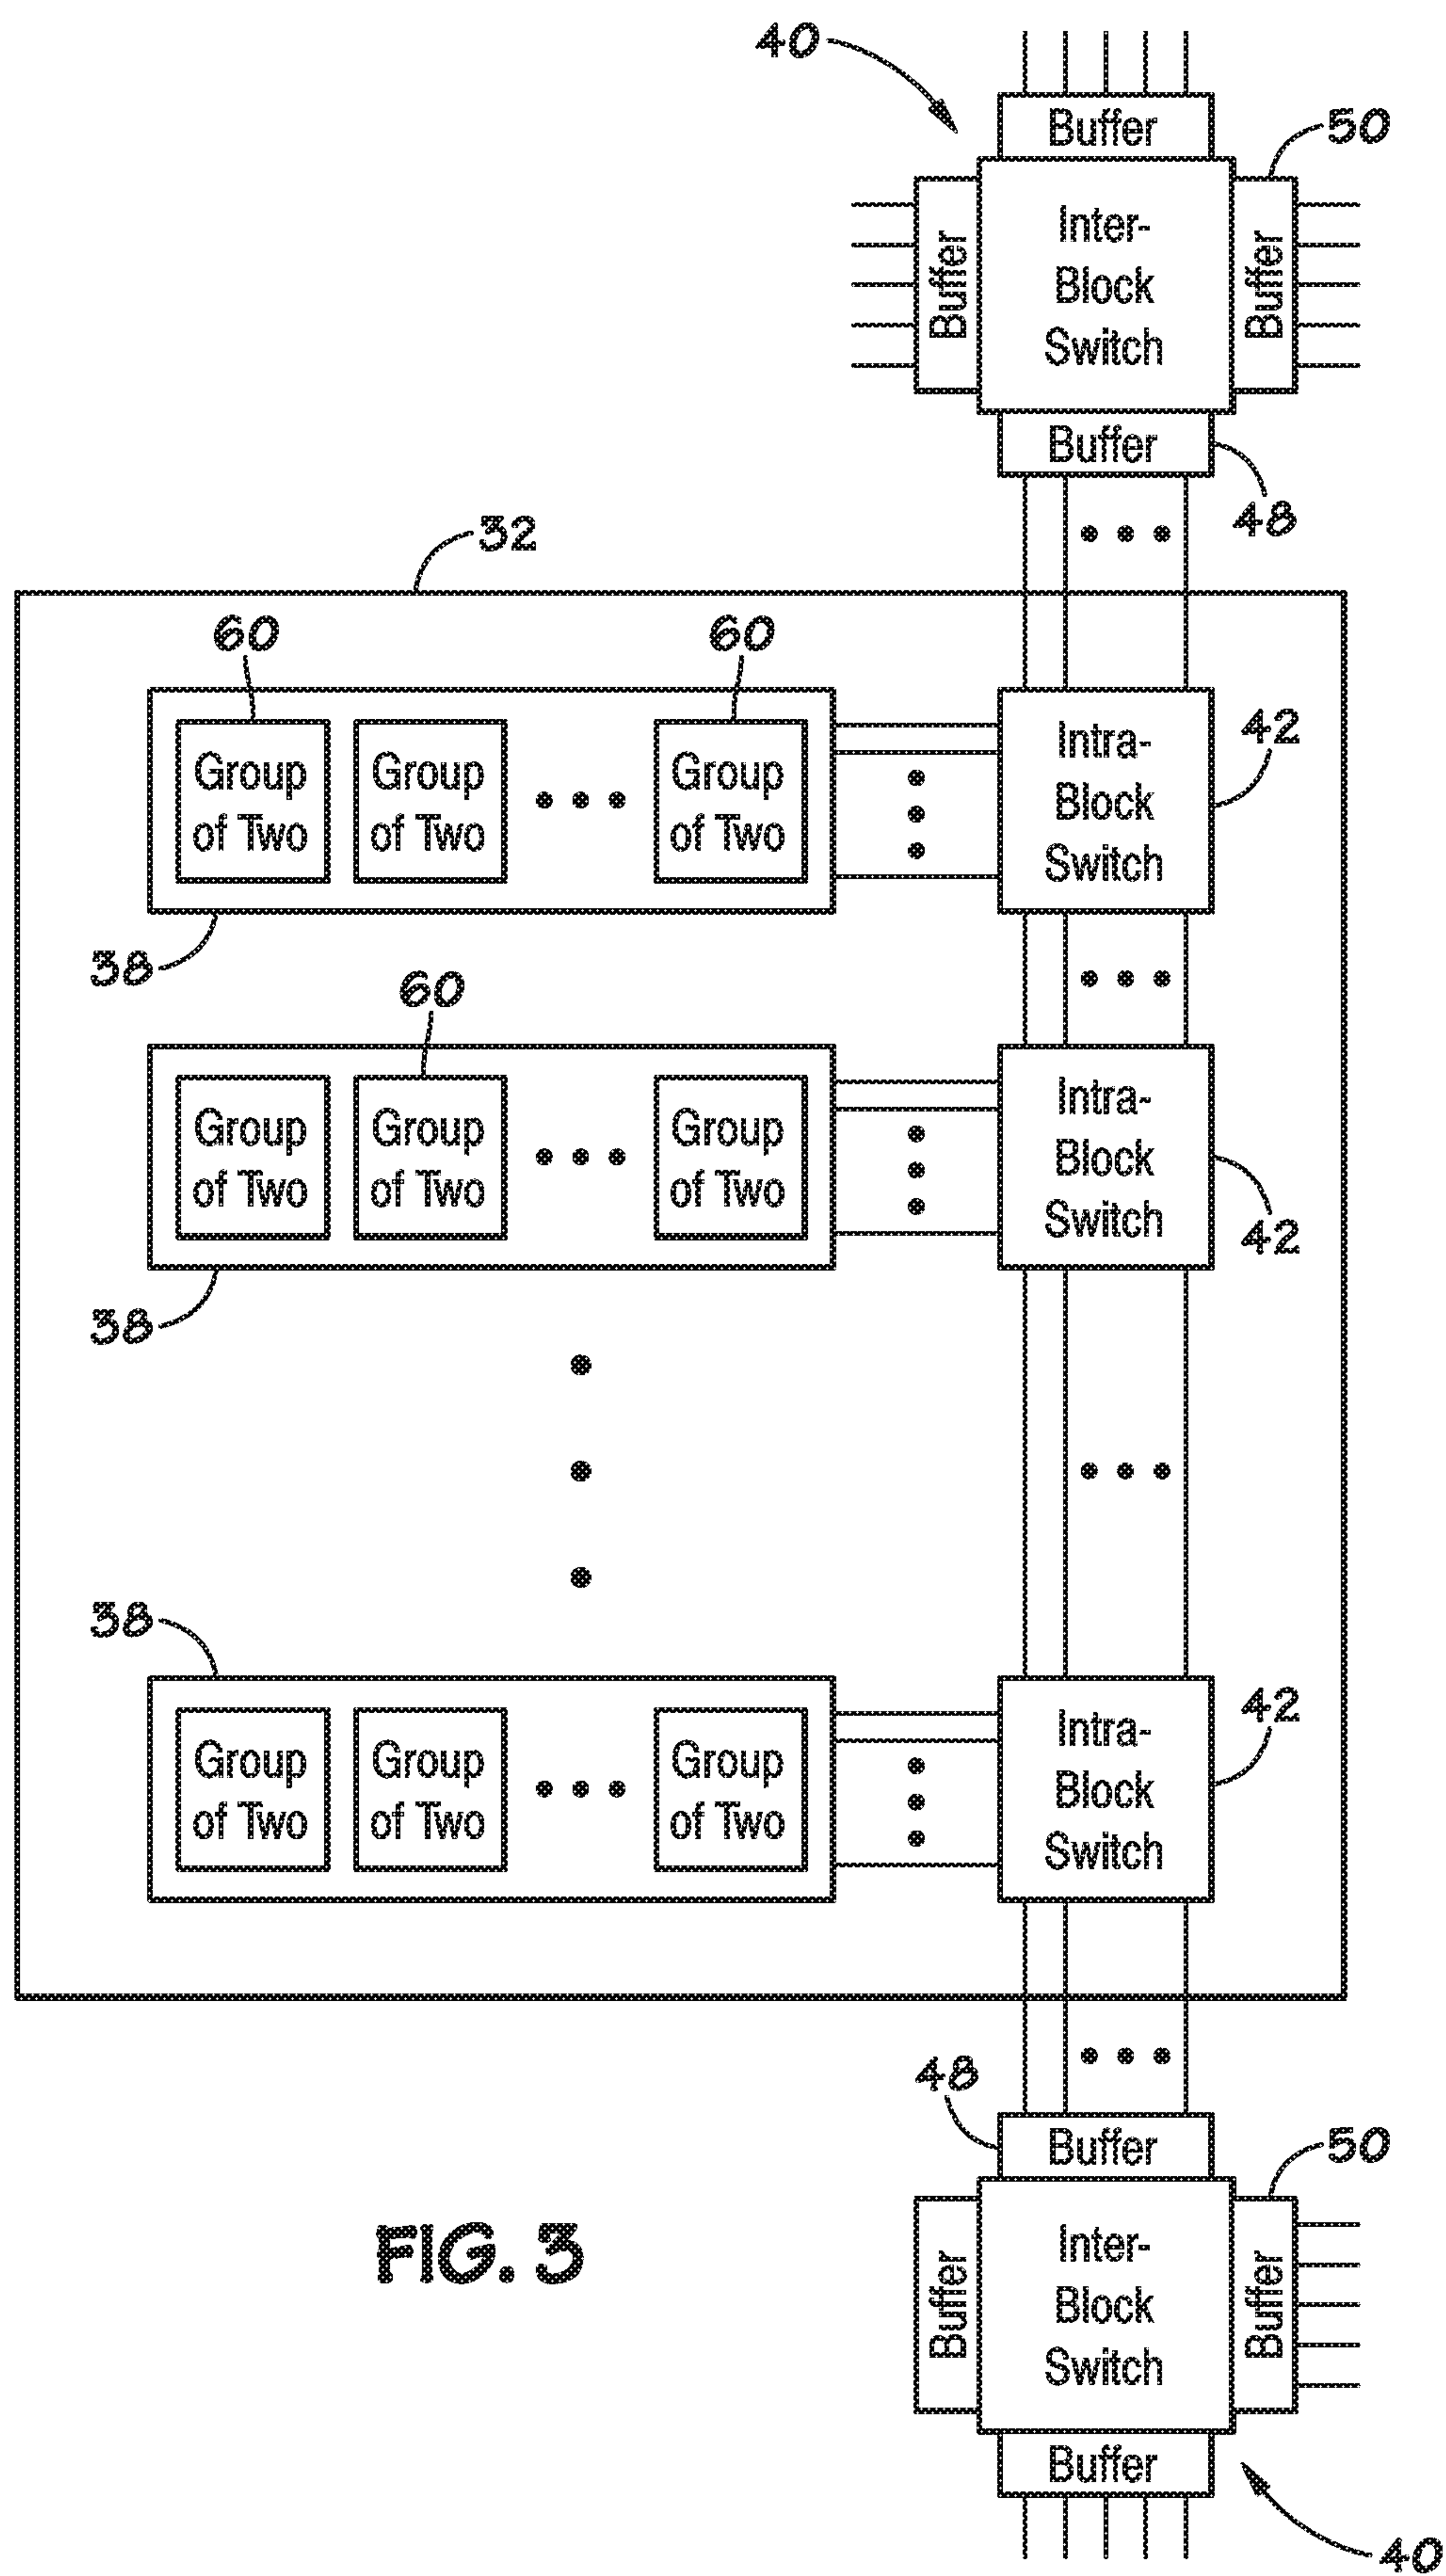 40
Buffer
50
Buffer
Inter-
Block
Switch
Buffer
Buffer
48
32
60
60
Group
of Two
Group
of Two
Group
of Two
Intra-
Block
Switch
42
38
60
Group
of Two
Group
of Two
Group
of Two
Intra-
Block
Switch
42
38
38
Group
of Two
Group
of Two
Group
of Two
Intra-
Block
Switch
42
48
Buffer
50
Buffer
Inter-
Block
Switch
Buffer
Buffer
40
FIG. 3